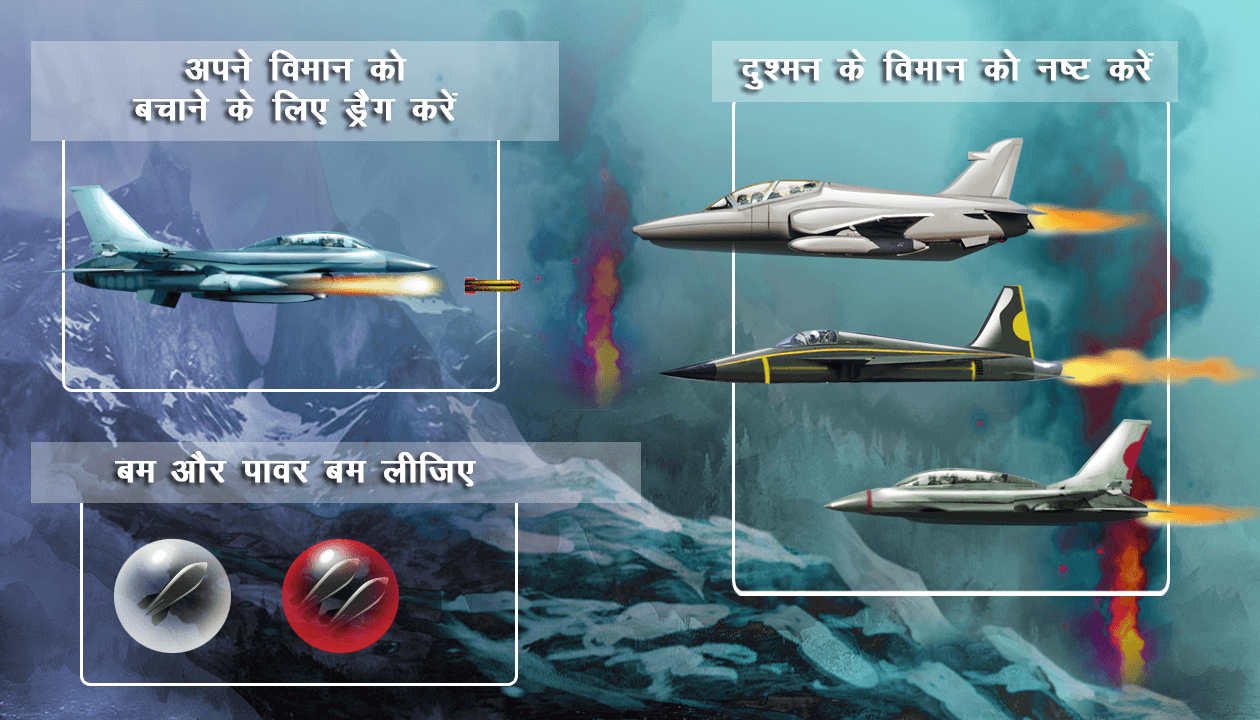 अपने विमान को
बचाने के लिए ड्रैग करें
दुश्मन के विमान को नष्ट करें
बम और पावर बम लीजिए